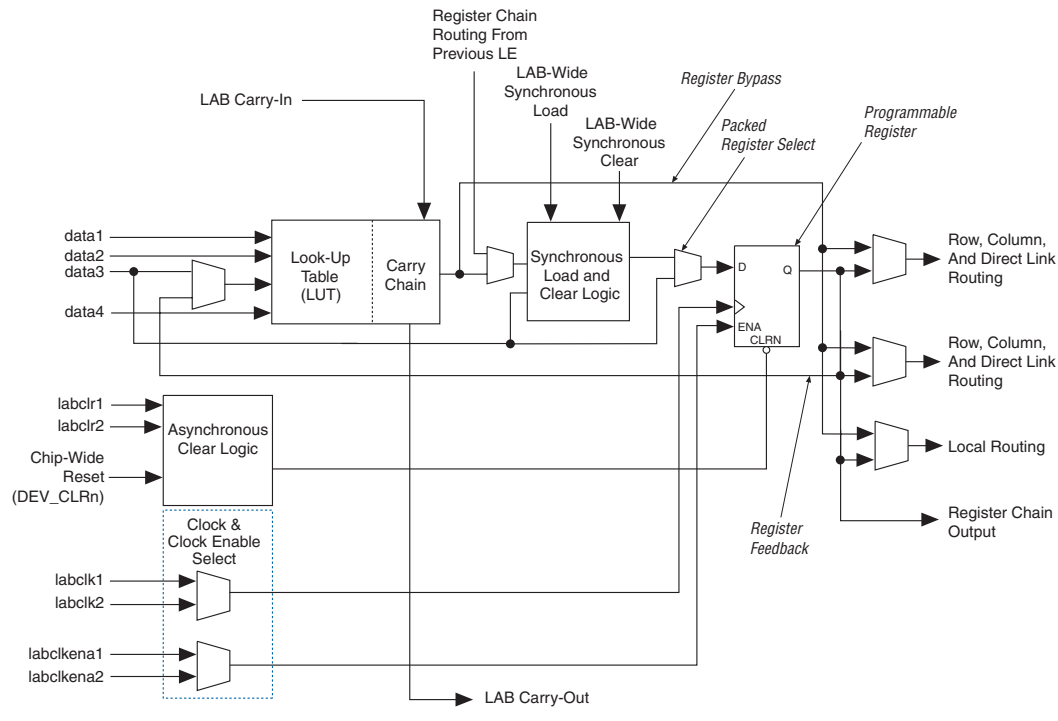 Register Chain
Routing From
Previous LE
LAB-Wide
Synchronous
Load
Register Bypass
LAB Carry-In
LAB-Wide
Synchronous
Clear
Packed
Register Select
Programmable
Register
data1
data2
data3
data4
Look-Up
Table
(LUT)
Carry
Chain
Synchronous
Load and
Clear Logic
D
Q
ENA
CLRN
Row, Column,
And Direct Link
Routing
Row, Column,
And Direct Link
Routing
labclr1
labclr2
Chip-Wide
Reset
(DEV_CLRn)
Asynchronous
Clear Logic
Local Routing
Register Chain
Output
Register
Feedback
Clock &
Clock Enable
Select
labclk1
labclk2
labclkena1
labclkena2
LAB Carry-Out